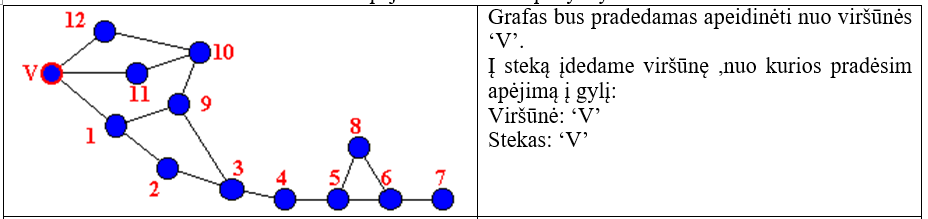 12
10
V
11
9
1
8
2
3
4
5
6
7
Grafas bus pradedamas apeidinėti nuo viršūnės
‘V’.
Į steką įdedame viršūnę ,nuo kurios pradėsim
apėjimą į gylį:
Viršūnė: ‘V’
Stekas: ‘V’